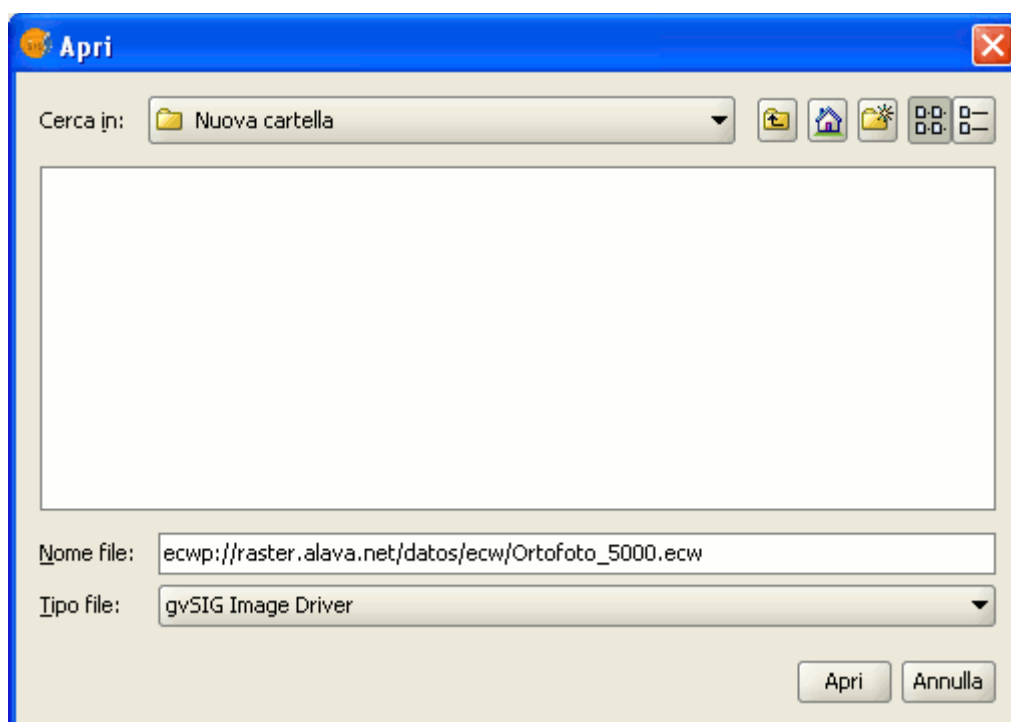 Apri
Cerca in: Nuova cartella
Nome file: ecwp://raster.alava.net/datos/ecw/Ortofoto_5000.ecw
Tipo file: gvSIG Image Driver
Apri Annulla